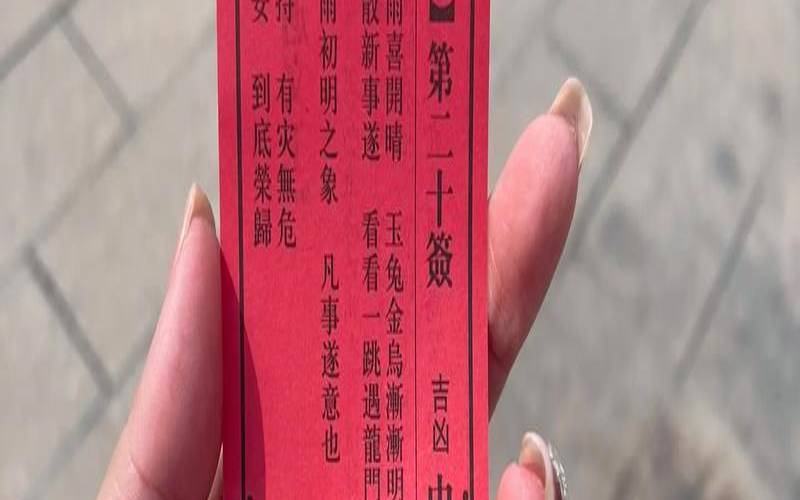 】第二十簽 吉凶 中
雨喜開晴 玉兔金烏漸漸明
散新事遂 看看一跳遇龍門
雨初明之象 凡事遂意也
持 有灾無危
安 到底榮歸